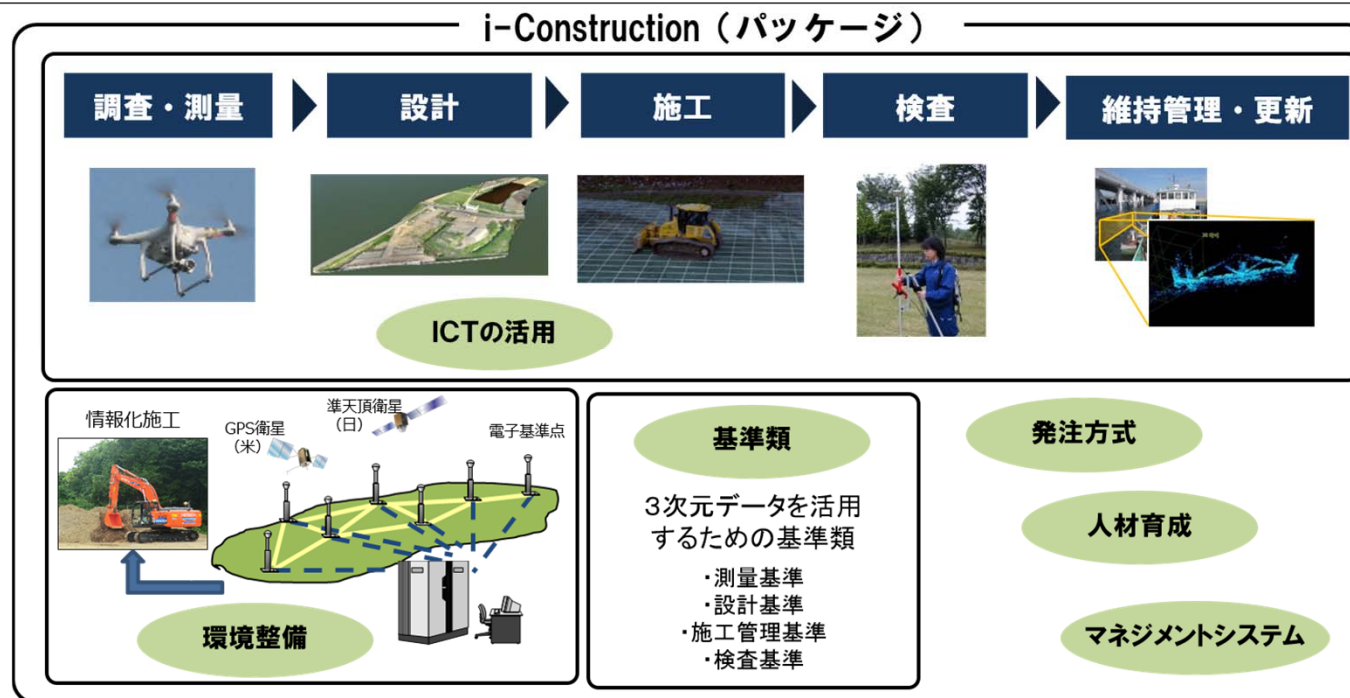 i-Construction（パッケージ）
調査・測量
設計
施工
検査
維持管理・更新
ICTの活用
情報化施工
GPS衛星
（米）
準天頂衛星
（日）
電子基準点
環境整備
基準類
３次元データを活用
するための基準類
・測量基準
・設計基準
・施工管理基準
・検査基準
発注方式
人材育成
マネジメントシステム